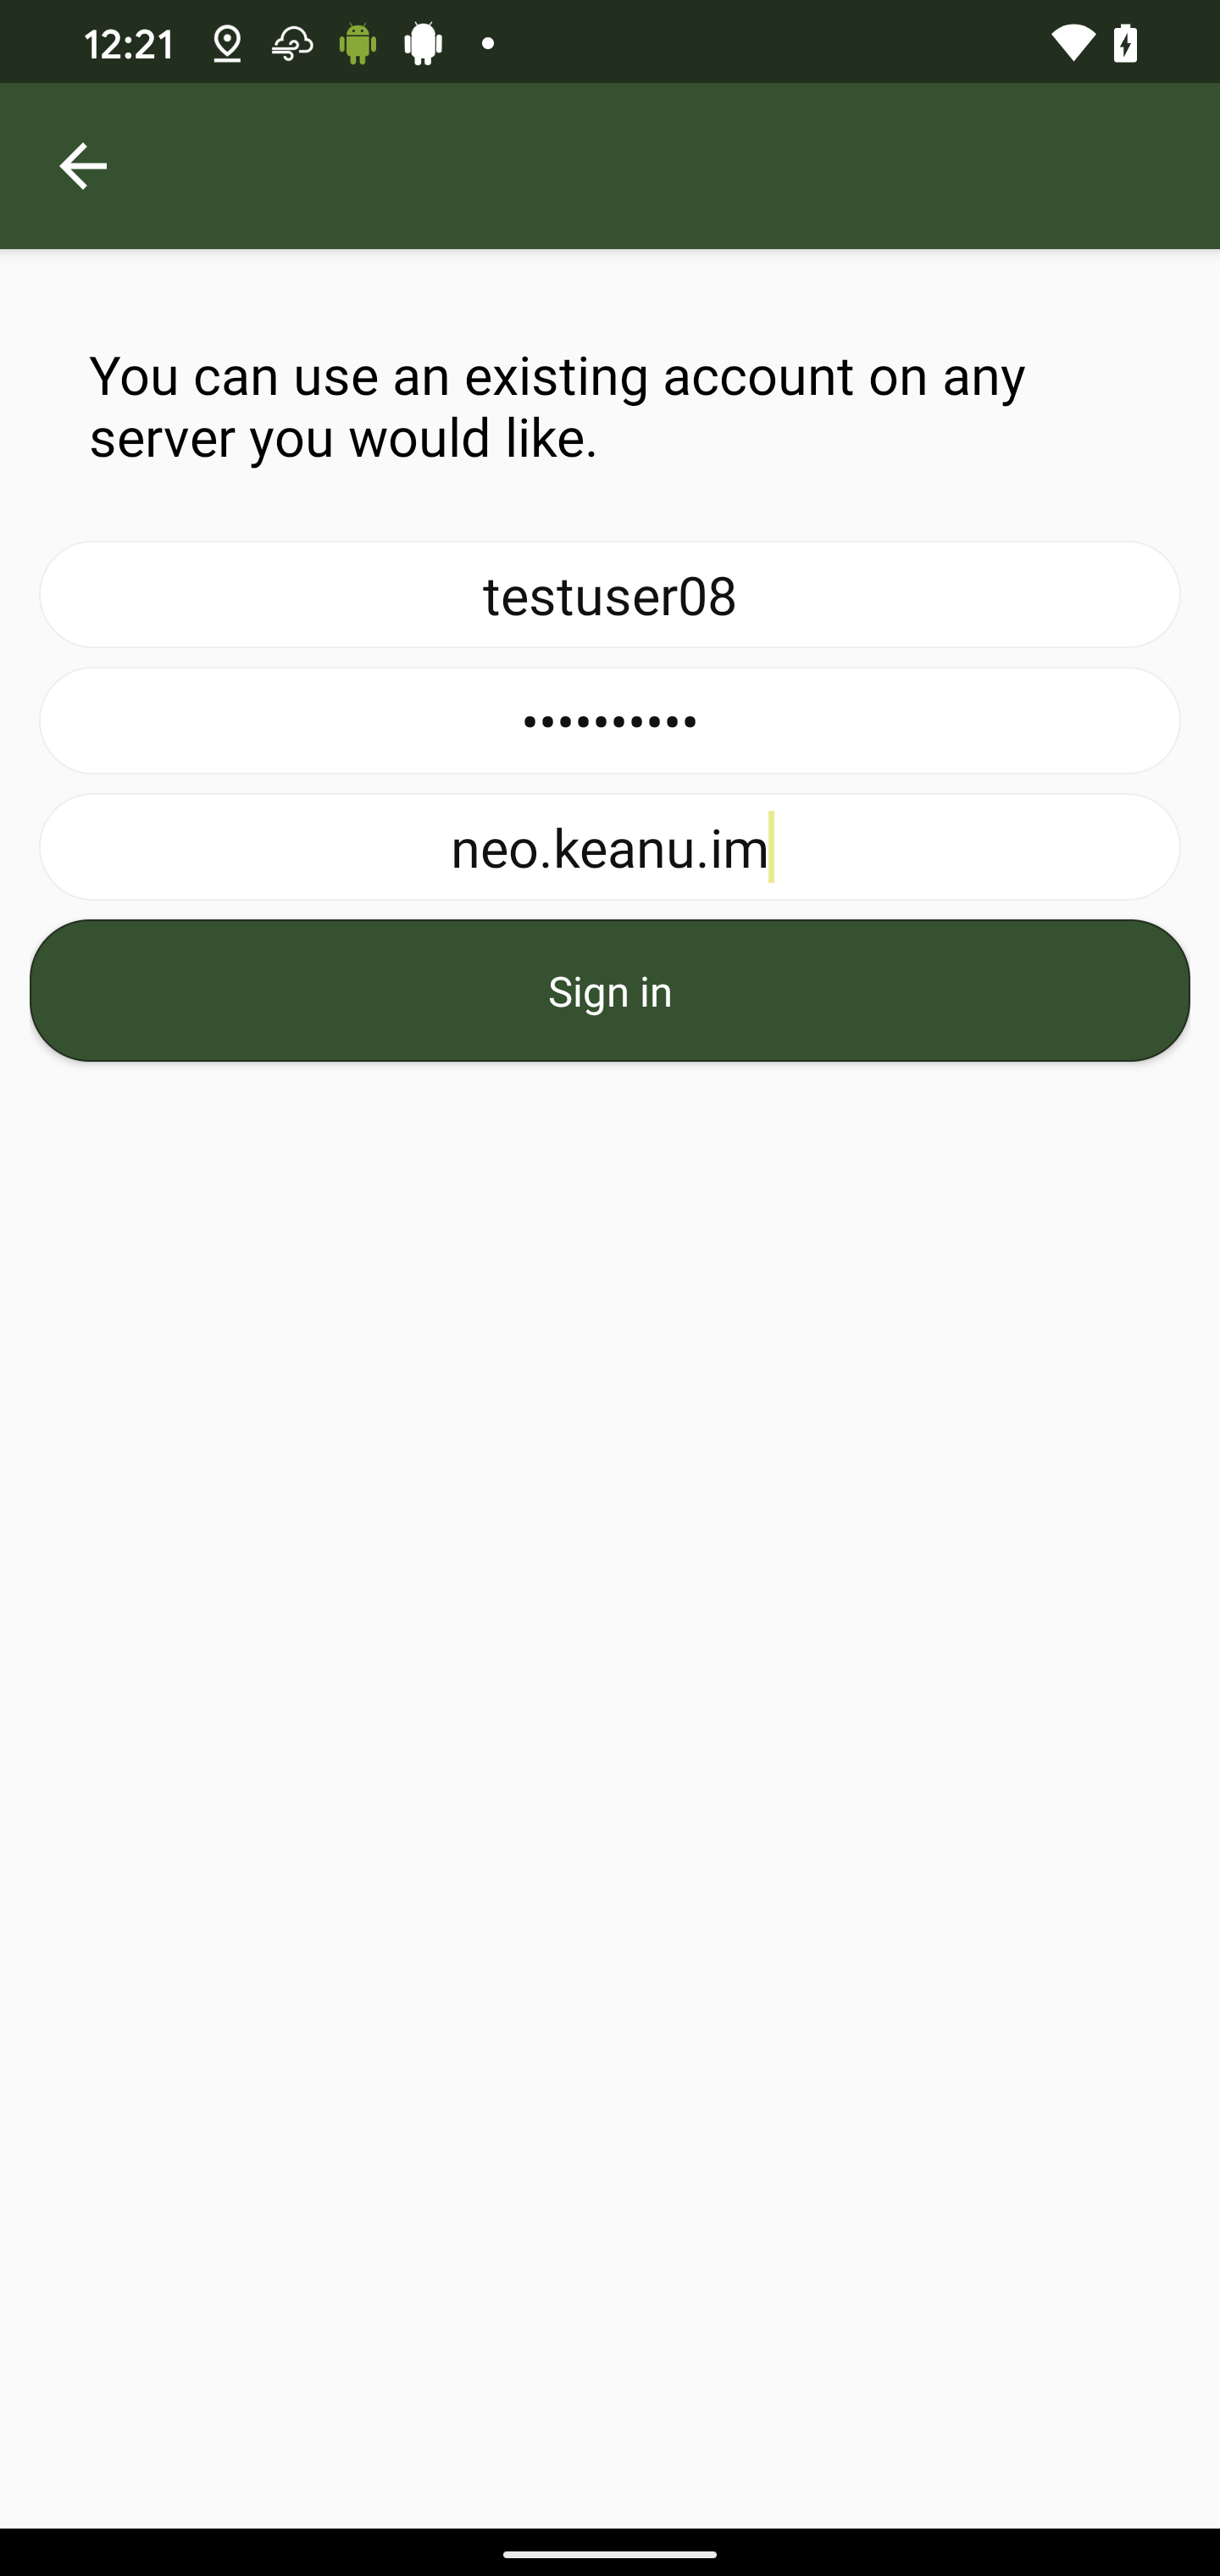 12:21
You can use an existing account on any
server you would like.
testuser08
••••••••••
neo.keanu.im
Sign in